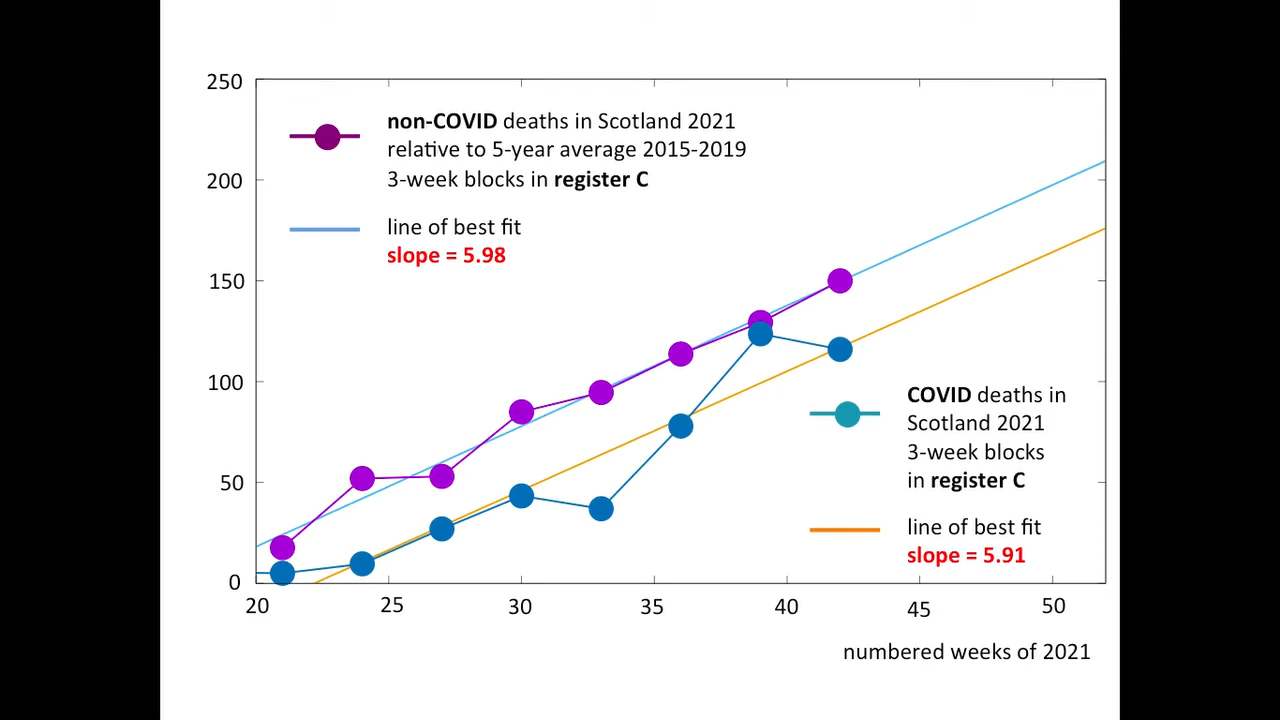 250
200
150
100
50
0
20
25
30
35
40
45
50
numbered weeks of 2021
non-COVID deaths in Scotland 2021
relative to 5-year average 2015-2019
3-week blocks in register C
line of best fit
slope = 5.98
COVID deaths in
Scotland 2021
3-week blocks
in register C
line of best fit
slope = 5.91